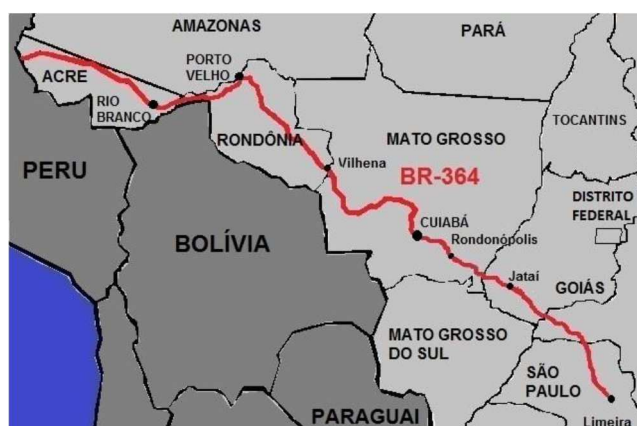 AMAZONAS
PARÁ
PORTO
VELHO
ACRE
RIO
BRANCO
TOCANTINS
RONDÔNIA
MATO GROSSO
PERU
Vilhena
BR-364
DISTRITO
FEDERAL
CUIABÁ
BOLÍVIA
Rondonópolis
Jataí
GOIÁS
MATO GROSSO
DO SUL
SÃO
PAULO
PARAGUAI
Limeira